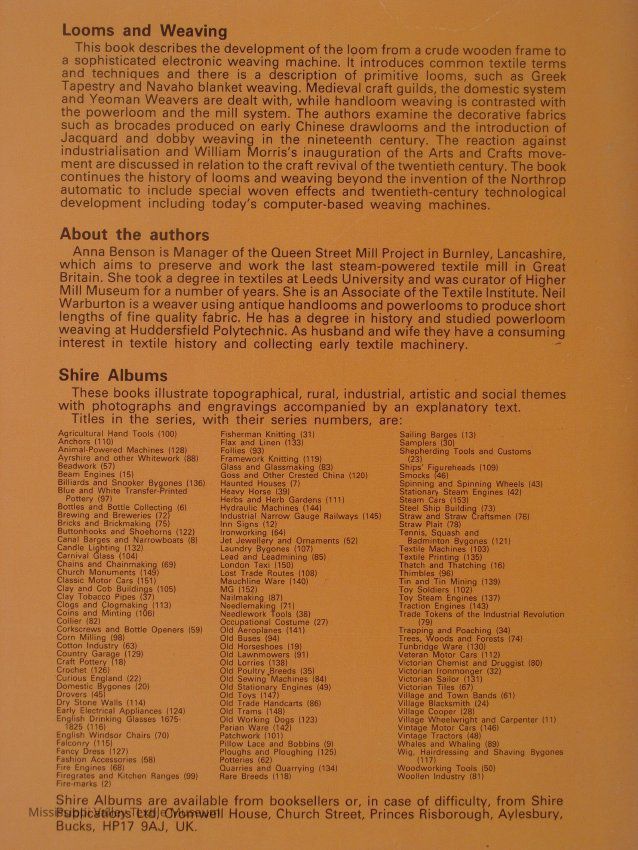 Looms and Weaving
This book describes the development of the loom from a crude wooden frame to
a sophisticated electronic weaving machine. It introduces common textile terms
and techniques and there is a description of primitive looms, such as Greek
Tapestry and Navaho blanket weaving. Medieval craft guilds, the domestic system
and Yeoman Weavers are dealt with, while handloom weaving is contrasted with
the powerloom and the mill system. The authors examine the decorative fabrics
such as brocades produced on early Chinese drawlooms and the introduction of
Jacquard and dobby weaving in the nineteenth century. The reaction against
industrialisation and William Morris's inauguration of the Arts and Crafts move-
ment are discussed in relation to the craft revival of the twentieth century. The book
continues the history of looms and weaving beyond the invention of the Northrop
automatic to include special woven effects and twentieth-century technological
development including today's computer-based weaving machines.
About the authors
Anna Benson is Manager of the Queen Street Mill Project in Burnley, Lancashire,
which aims to preserve and work the last steam-powered textile mill in Great
Britain. She took a degree in textiles at Leeds University and was curator of Higher
Mill Museum for a number of years. She is an Associate of the Textile Institute. Neil
Warburton is a weaver using antique handlooms and powerlooms to produce short
lengths of fine quality fabric. He has a degree in history and studied powerloom
weaving at Huddersfield Polytechnic. As husband and wife they have a consuming
interest in textile history and collecting early textile machinery.
Shire Albums
These books illustrate topographical, rural, industrial, artistic and social themes
with photographs and engravings accompanied by an explanatory text.
Titles in the series, with their series numbers, are:
Agricultural Hand Tools (100)
Anchors (110)
Animal-Powered Machines (128)
Ayrshire and other Whitework (88)
Beadwork (57)
Beam Engines (15)
Billiards and Snooker Bygones (136)
Blue and White Transfer-Printed
Pottery (97)
Bottles and Bottle Collecting (6)
Brewing and Breweries (72)
Bricks and Brickmaking (75)
Buttonhooks and Shoehorns (122)
Canal Barges and Narrowboats (8)
Candle Lighting (132)
Carnival Glass (104)
Chains and Chainmaking (69)
Church Monuments (149)
Classic Motor Cars (151)
Clay and Cob Buildings (105)
Clay Tobacco Pipes (37)
Clogs and Clogmaking (113)
Coins and Minting (106)
Collier (82)
Corkscrews and Bottle Openers (59)
Corn Milling (98)
Cotton Industry (63)
Country Garage (129)
Craft Pottery (18)
Crochet (126)
Curious England (22)
Domestic Bygones (20)
Drovers (45)
Dry Stone Walls (114)
Early Electrical Appliances (124)
English Drinking Glasses 1675-
1825 (116)
English Windsor Chairs (70)
Falconry (115)
Fancy Dress (127)
Fashion Accessories (58)
Fire Engines (68)
Firegrates and Kitchen Ranges (99)
Fire-marks (2)
Fisherman Knitting (31)
Flax and Linen (133)
Follies (93)
Framework Knitting (119)
Glass and Glassmaking (83)
Goss and Other Crested China (120)
Haunted Houses (7)
Heavy Horse (39)
Herbs and Herb Gardens (111)
Hydraulic Machines (144)
Industrial Narrow Gauge Railways (145)
Inn Signs (12)
Ironworking (64)
Jet Jewellery and Ornaments (52)
Laundry Bygones (107)
Lead and Leadmining (85)
London Taxi (150)
Lost Trade Routes (108)
Mauchline Ware (140)
MG (152)
Nailmaking (87)
Needlemaking (71)
Needlework Tools (38)
Occupational Costume (27)
Old Aeroplanes (141)
Old Buses (94)
Old Horseshoes (19)
Old Lawnmowers (91)
Old Lorries (138)
Old Poultry Breeds (35)
Old Sewing Machines (84)
Old Stationary Engines (49)
Old Toys (147)
Old Trade Handcarts (86)
Old Trams (148)
Old Working Dogs (123)
Parian Ware (142)
Patchwork (101)
Pillow Lace and Bobbins (9)
Ploughs and Ploughing (125)
Potteries (62)
Quarries and Quarrying (134)
Rare Breeds (118)
Sailing Barges (13)
Samplers (30)
Shepherding Tools and Customs
(23)
Ships' Figureheads (109)
Smocks (46)
Spinning and Spinning Wheels (43)
Stationary Steam Engines (42)
Steam Cars (153)
Steel Ship Building (73)
Straw and Straw Craftsmen (76)
Straw Plait (78)
Tennis, Squash and
Badminton Bygones (121)
Textile Machines (103)
Textile Printing (135)
Thatch and Thatching (16)
Thimbles (96)
Tin and Tin Mining (139)
Toy Soldiers (102)
Toy Steam Engines (137)
Traction Engines (143)
Trade Tokens of the Industrial Revolution
(79)
Trapping and Poaching (34)
Trees, Woods and Forests (74)
Tunbridge Ware (130)
Veteran Motor Cars (112)
Victorian Chemist and Druggist (80)
Victorian Ironmonger (32)
Victorian Sailor (131)
Victorian Tiles (67)
Village and Town Bands (61)
Village Blacksmith (24)
Village Cooper (28)
Village Wheelwright and Carpenter (11)
Vintage Motor Cars (146)
Vintage Tractors (48)
Whales and Whaling (89)
Wig, Hairdressing and Shaving Bygones
(117)
Woodworking Tools (50)
Woollen Industry (81)
Shire Albums are available from booksellers or, in case of difficulty, from Shire
Publications Ltd, Cromwell House, Church Street, Princes Risborough, Aylesbury,
Bucks, HP17 9AJ, UK.
Mississippi Valley Textile Museum